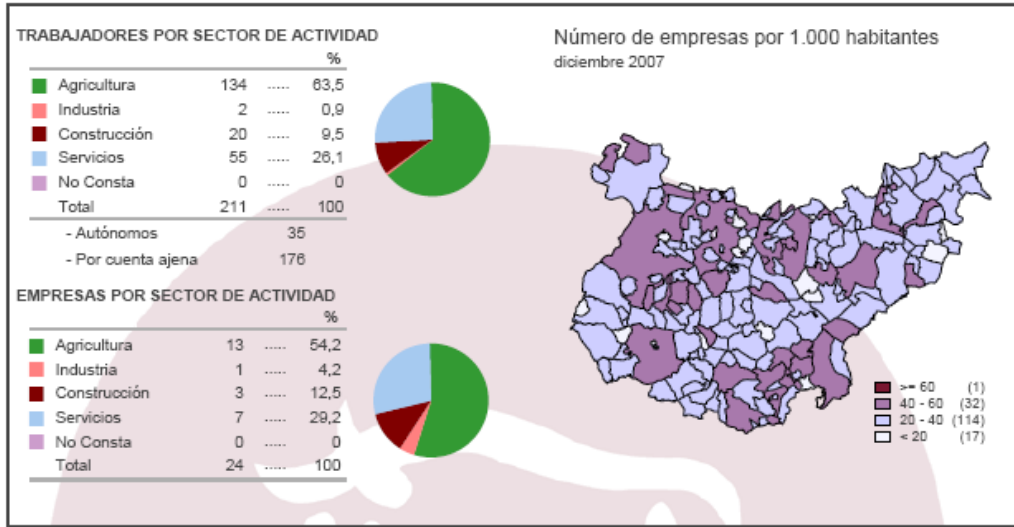 TRABAJADORES POR SECTOR DE ACTIVIDAD
%
Agricultura 134 ..... 63,5
Industria 2 ..... 0,9
Construcción 20 ..... 9,5
Servicios 55 ..... 26,1
No Consta 0 ..... 0
Total 211 ..... 100
- Autónomos 35
- Por cuenta ajena 176
EMPRESAS POR SECTOR DE ACTIVIDAD
%
Agricultura 13 ..... 54,2
Industria 1 ..... 4,2
Construcción 3 ..... 12,5
Servicios 7 ..... 29,2
No Consta 0 ..... 0
Total 24 ..... 100
Número de empresas por 1.000 habitantes
diciembre 2007
>= 60 (1)
40 - 60 (32)
20 - 40 (114)
< 20 (17)